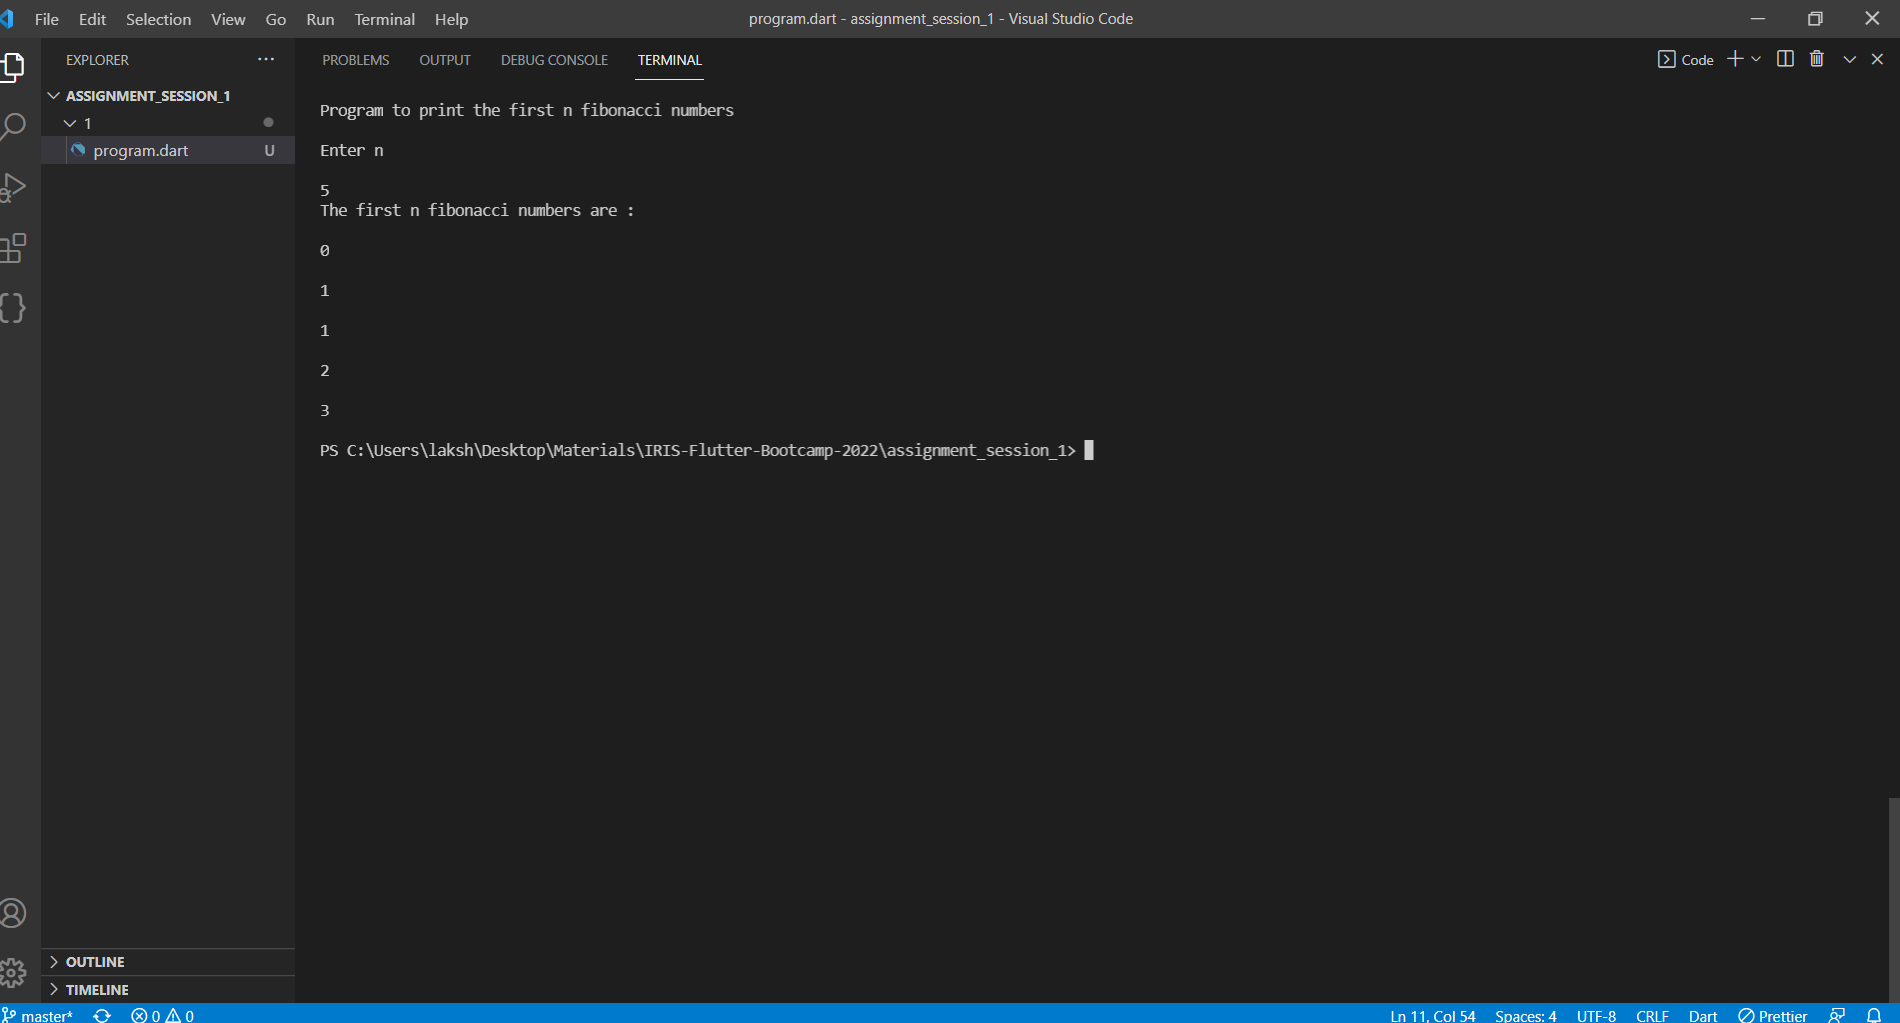 File Edit Selection View Go Run Terminal Help program.dart - assignment_session_1 - Visual Studio Code
EXPLORER
ASSIGNMENT_SESSION_1
1
program.dart U
OUTLINE
TIMELINE
PROBLEMS OUTPUT DEBUG CONSOLE TERMINAL Code
Program to print the first n fibonacci numbers
Enter n
5
The first n fibonacci numbers are :
0
1
1
2
3
PS C:\Users\laksh\Desktop\Materials\IRIS-Flutter-Bootcamp-2022\assignment_session_1>
master* 0 0 Ln 11, Col 54 Spaces: 4 UTF-8 CRLF Dart Prettier